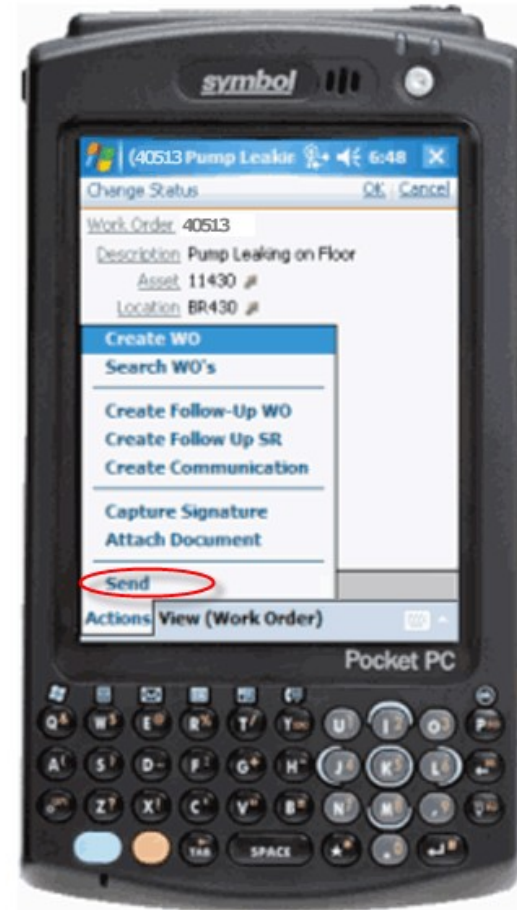 symbol
(40513 Pump Leakir 6:48 X
Change Status OK Cancel
Work Order 40513
Description Pump Leaking on Floor
Asset 11430
Location BR430
Create WO
Search WO's
Create Follow-Up WO
Create Follow Up SR
Create Communication
Capture Signature
Attach Document
Send
Actions View (Work Order)
Pocket PC
Q W E R T Y U I O P
A S D F G H J K L
Z X C V B N M
TAB SPACE